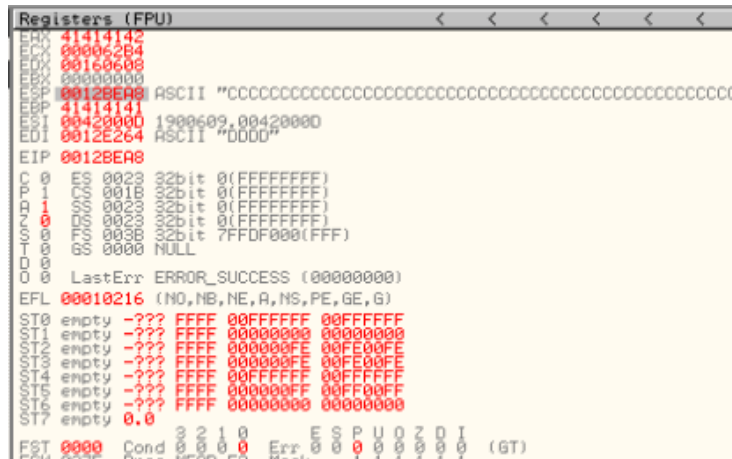 Registers (FPU) < < < < < <
EAX 41414142
ECX 000062B4
EDX 00160608
EBX 00000000
ESP 0012BEA8 ASCII "CCCCCCCCCCCCCCCCCCCCCCCCCCCCCCCCCCCCCCCCCCCCCCCCCC
EBP 41414141
ESI 0042000D 1900609.0042000D
EDI 0012E264 ASCII "DDDD"
EIP 0012BEA8
C 0 ES 0023 32bit 0(FFFFFFFF)
P 1 CS 001B 32bit 0(FFFFFFFF)
A 1 SS 0023 32bit 0(FFFFFFFF)
Z 0 DS 0023 32bit 0(FFFFFFFF)
S 0 FS 003B 32bit 7FFDF000(FFF)
T 0 GS 0000 NULL
D 0
O 0 LastErr ERROR_SUCCESS (00000000)
EFL 00010216 (NO,NB,NE,A,NS,PE,GE,G)
ST0 empty -??? FFFF 00FFFFFF 00FFFFFF
ST1 empty -??? FFFF 00000000 00000000
ST2 empty -??? FFFF 000000FE 00FE00FE
ST3 empty -??? FFFF 000000FE 00FE00FE
ST4 empty -??? FFFF 00FFFFFF 00FFFFFF
ST5 empty -??? FFFF 000000FF 00FF00FF
ST6 empty -??? FFFF 00000000 00000000
ST7 empty 0.0
3 2 1 0 E S P U O Z D I
FST 0000 Cond 0 0 0 0 Err 0 0 0 0 0 0 0 0 (GT)